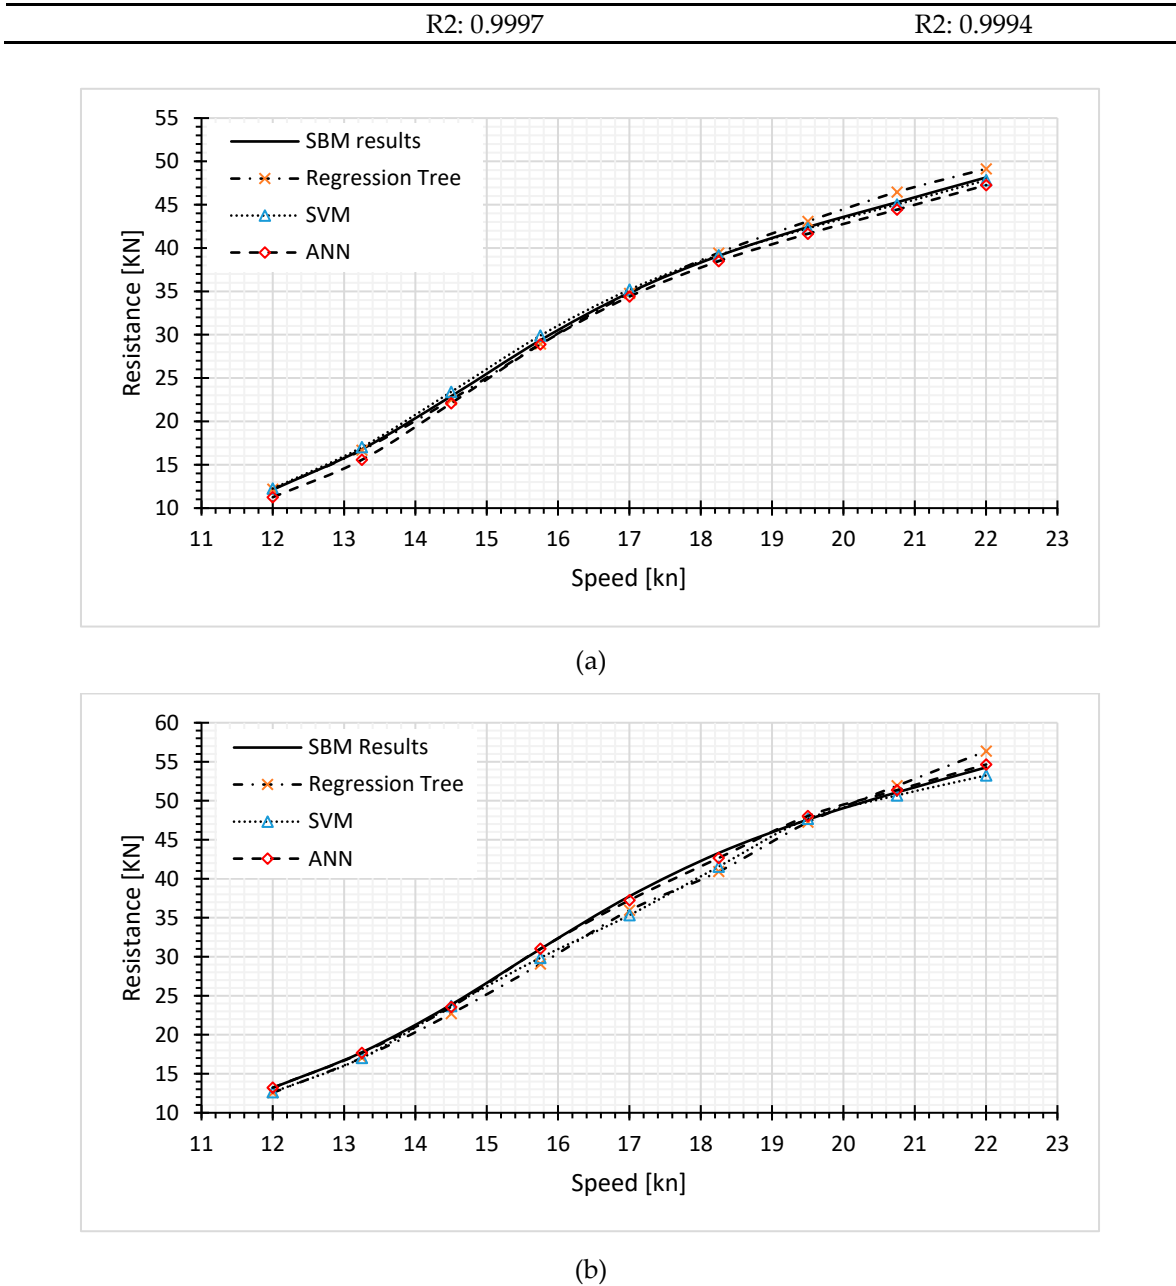 R2: 0.9997 R2: 0.9994
55
50
45
40
35
30
25
20
15
10
Resistance [KN]
SBM results
Regression Tree
SVM
ANN
11 12 13 14 15 16 17 18 19 20 21 22 23
Speed [kn]
(a)
60
55
50
45
40
35
30
25
20
15
10
Resistance [KN]
SBM Results
Regression Tree
SVM
ANN
11 12 13 14 15 16 17 18 19 20 21 22 23
Speed [kn]
(b)